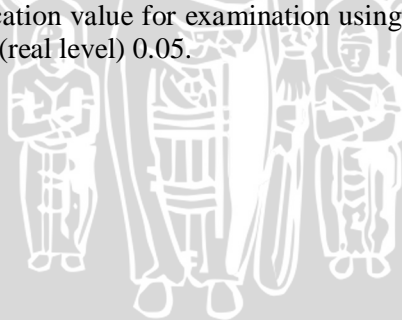 cation value for examination using
(real level) 0.05.